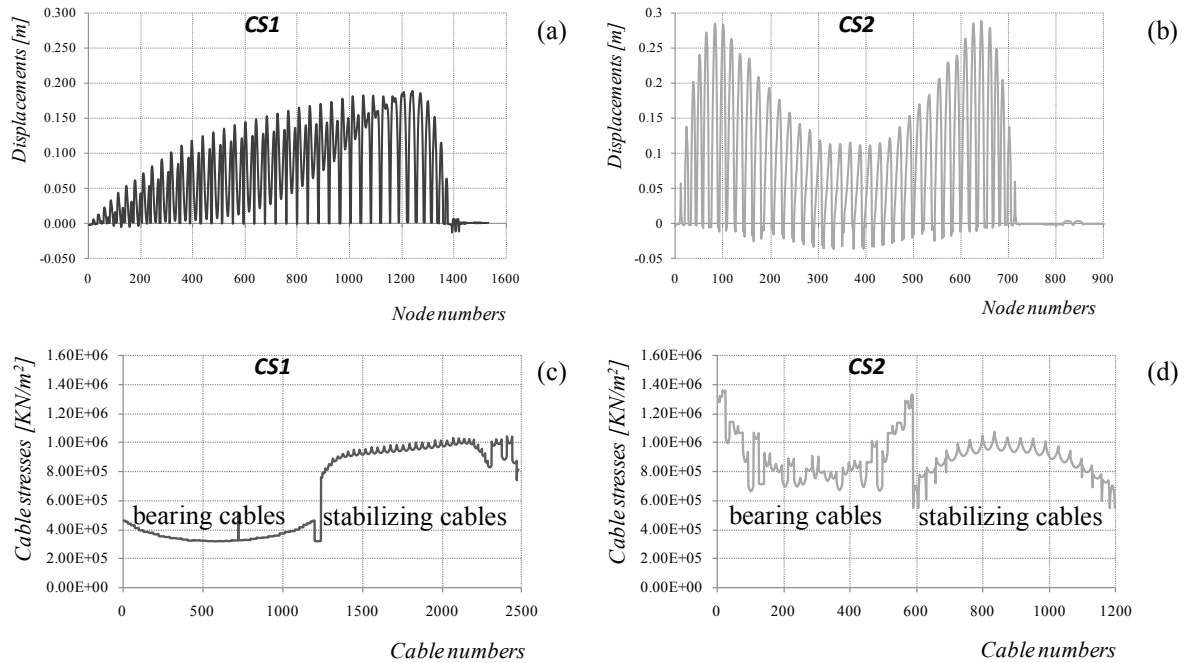 CS1
(a)
Displacements [m]
0.300
0.250
0.200
0.150
0.100
0.050
0.000
-0.050
0 200 400 600 800 1000 1200 1400 1600
Node numbers
CS2
(b)
Displacements [m]
0.3
0.25
0.2
0.15
0.1
0.05
0
-0.05
0 100 200 300 400 500 600 700 800 900
Node numbers
CS1
(c)
Cable stresses [KN/m²]
1.60E+06
1.40E+06
1.20E+06
1.00E+06
8.00E+05
6.00E+05
4.00E+05
2.00E+05
0.00E+00
bearing cables
stabilizing cables
0 500 1000 1500 2000 2500
Cable numbers
CS2
(d)
Cable stresses [KN/m²]
1.60E+06
1.40E+06
1.20E+06
1.00E+06
8.00E+05
6.00E+05
4.00E+05
2.00E+05
0.00E+00
bearing cables
stabilizing cables
0 200 400 600 800 1000 1200
Cable numbers